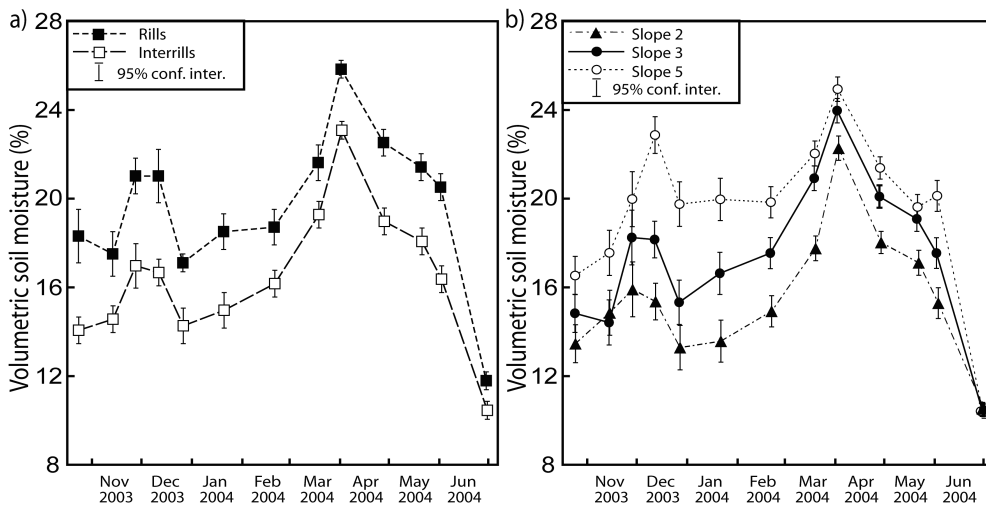 a)
28
24
20
16
12
8
Volumetric soil moisture (%)
Rills
Interrills
95% conf. inter.
Nov Dec Jan Feb Mar Apr May Jun
2003 2003 2004 2004 2004 2004 2004 2004
b)
28
24
20
16
12
8
Volumetric soil moisture (%)
Slope 2
Slope 3
Slope 5
95% conf. inter.
Nov Dec Jan Feb Mar Apr May Jun
2003 2003 2004 2004 2004 2004 2004 2004